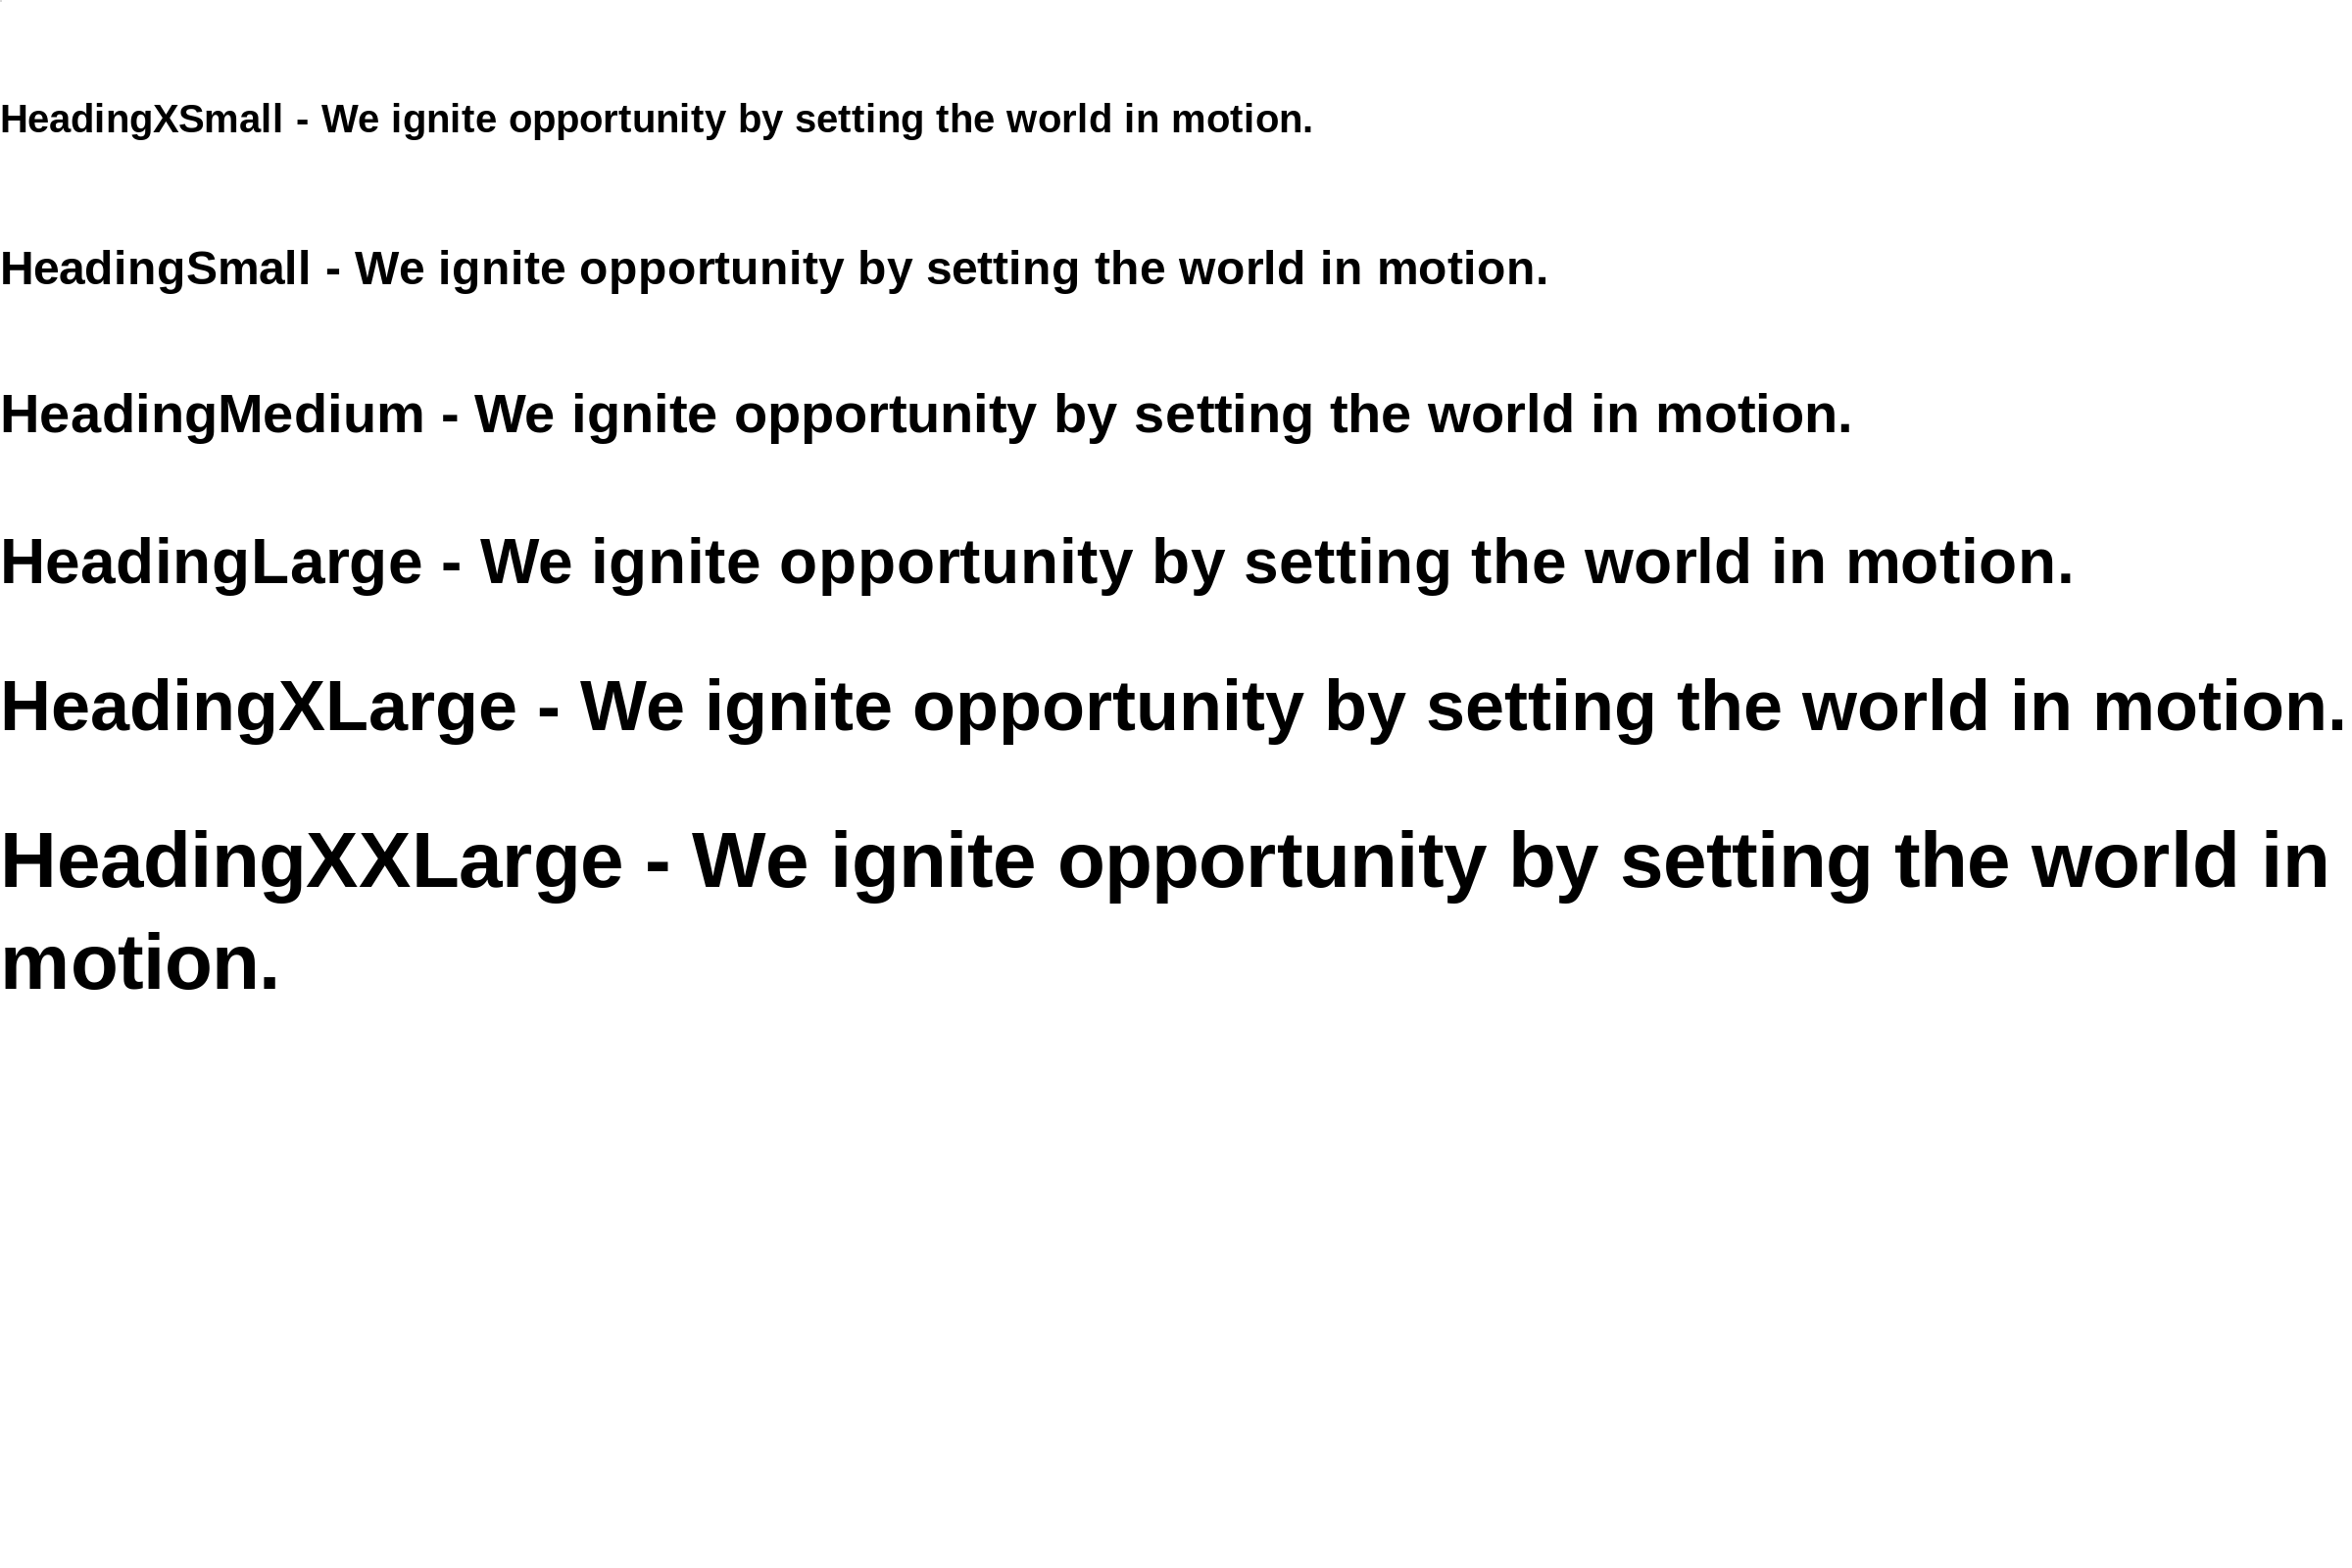 HeadingXSmall - We ignite opportunity by setting the world in motion.
HeadingSmall - We ignite opportunity by setting the world in motion.
HeadingMedium - We ignite opportunity by setting the world in motion.
HeadingLarge - We ignite opportunity by setting the world in motion.
HeadingXLarge - We ignite opportunity by setting the world in motion.
HeadingXXLarge - We ignite opportunity by setting the world in
motion.